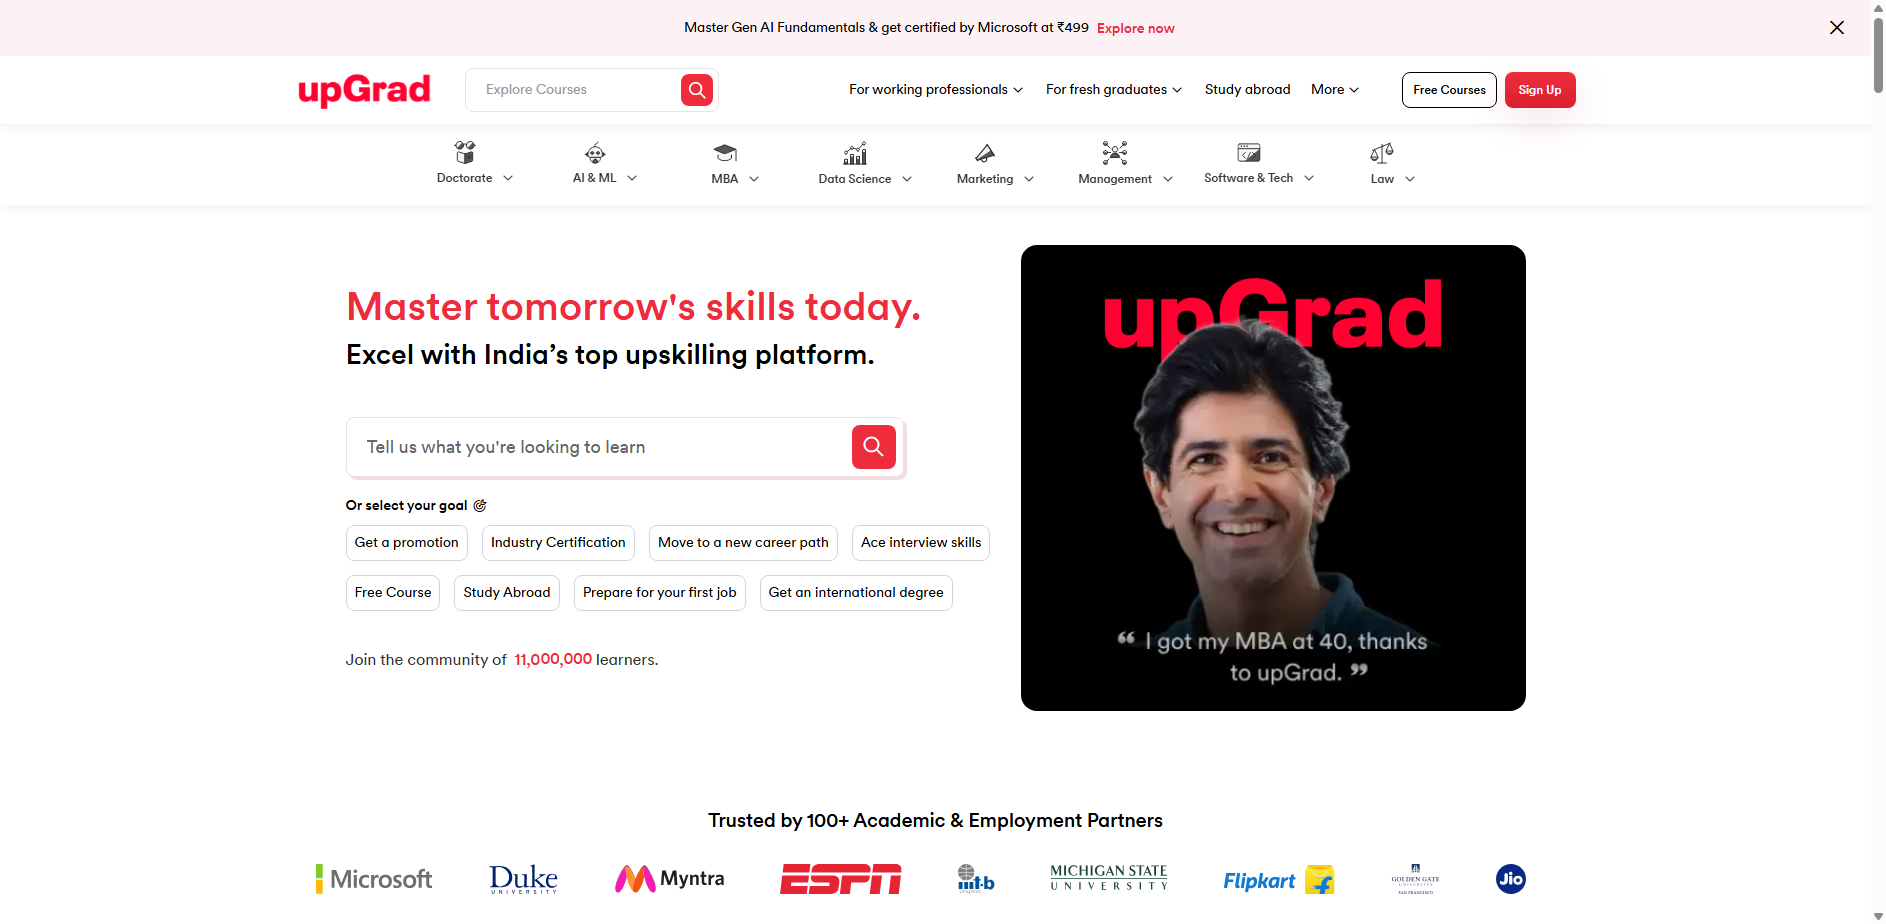 Master Gen AI Fundamentals & get certified by Microsoft at ₹499 Explore now
upGrad
Explore Courses
For working professionals
For fresh graduates
Study abroad
More
Free Courses
Sign Up
Doctorate
AI & ML
MBA
Data Science
Marketing
Management
Software & Tech
Law
Master tomorrow's skills today.
Excel with India’s top upskilling platform.
Tell us what you're looking to learn
Or select your goal
Get a promotion
Industry Certification
Move to a new career path
Ace interview skills
Free Course
Study Abroad
Prepare for your first job
Get an international degree
Join the community of 11,000,000 learners.
upGrad
“ I got my MBA at 40, thanks
to upGrad. ”
Trusted by 100+ Academic & Employment Partners
Microsoft
Duke
UNIVERSITY
Myntra
ESPN
iiit-b
MICHIGAN STATE
UNIVERSITY
Flipkart
GOLDEN GATE
UNIVERSITY
SAN FRANCISCO
Jio